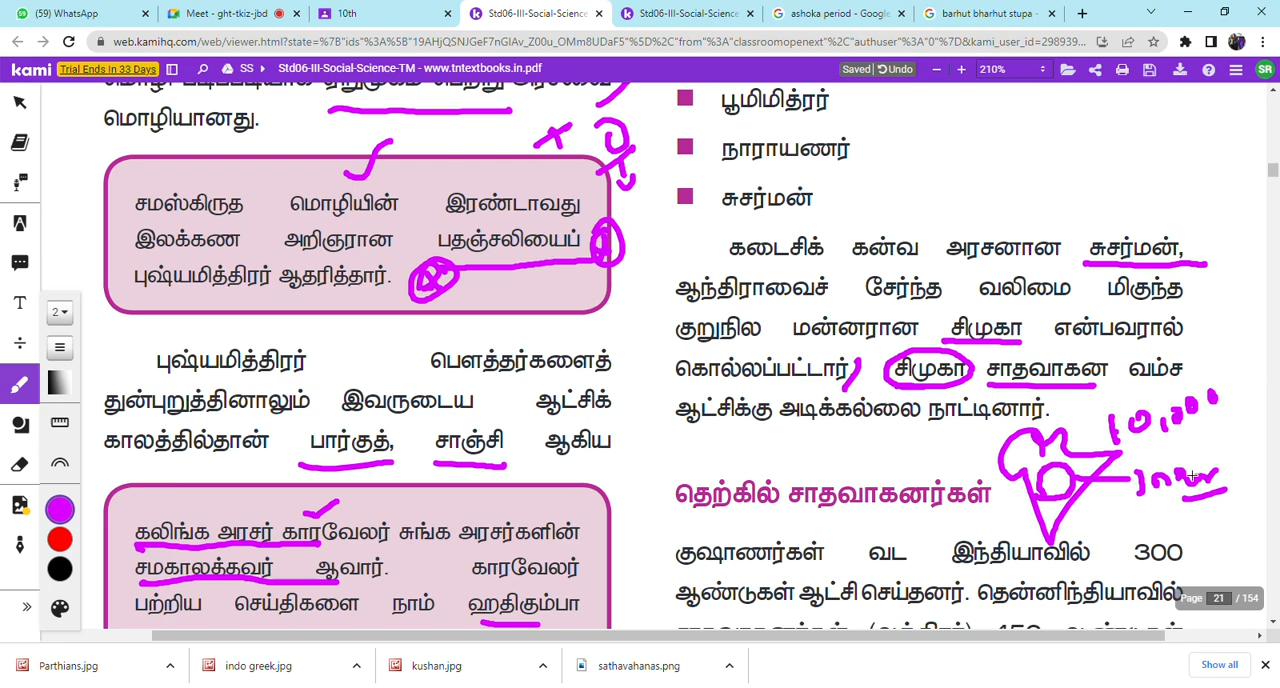 (59) WhatsApp
Meet - ght-tkiz-jbd
10th
Std06-III-Social-Science-
Std06-III-Social-Science
ashoka period - Google
barhut bharhut stupa -
web.kamihq.com/web/viewer.html?state=%7B"ids"%3A%5B"19AHjQSNJGeF7nGIAv_Z00u_OMm8UDaF5"%5D%2C"from"%3A"classroomopennext"%2C"authuser"%3A"0"%7D&kami_user_id=298939...
kami
Trial Ends In 33 Days
SS
Std06-III-Social-Science-TM - www.tntextbooks.in.pdf
Saved
Undo
210%
SR
மொழியானது.
சமஸ்கிருத மொழியின் இரண்டாவது
இலக்கண அறிஞரான பதஞ்சலியைப்
புஷ்யமித்திரர் ஆதரித்தார்.
புஷ்யமித்திரர் பௌத்தர்களைத்
துன்புறுத்தினாலும் இவருடைய ஆட்சிக்
காலத்தில்தான் பார்குத், சாஞ்சி ஆகிய
கலிங்க அரசர் காரவேலர் சுங்க அரசர்களின்
சமகாலத்தவர் ஆவார். காரவேலர்
பற்றிய செய்திகளை நாம் ஹதிகும்பா
பூமிமித்ரர்
நாராயணர்
சுசர்மன்
கடைசிக் கன்வ அரசனான சுசர்மன்,
ஆந்திராவைச் சேர்ந்த வலிமை மிகுந்த
குறுநில மன்னரான சிமுகா என்பவரால்
கொல்லப்பட்டார், சிமுகா சாதவாகன வம்ச
ஆட்சிக்கு அடிக்கல்லை நாட்டினார்.
10,000
தெற்கில் சாதவாகனர்கள்
குஷாணர்கள் வட இந்தியாவில் 300
ஆண்டுகள் ஆட்சி செய்தனர். தென்னிந்தியாவில்
Page 21 / 154
2
Parthians.jpg
indo greek.jpg
kushan.jpg
sathavahanas.png
Show all